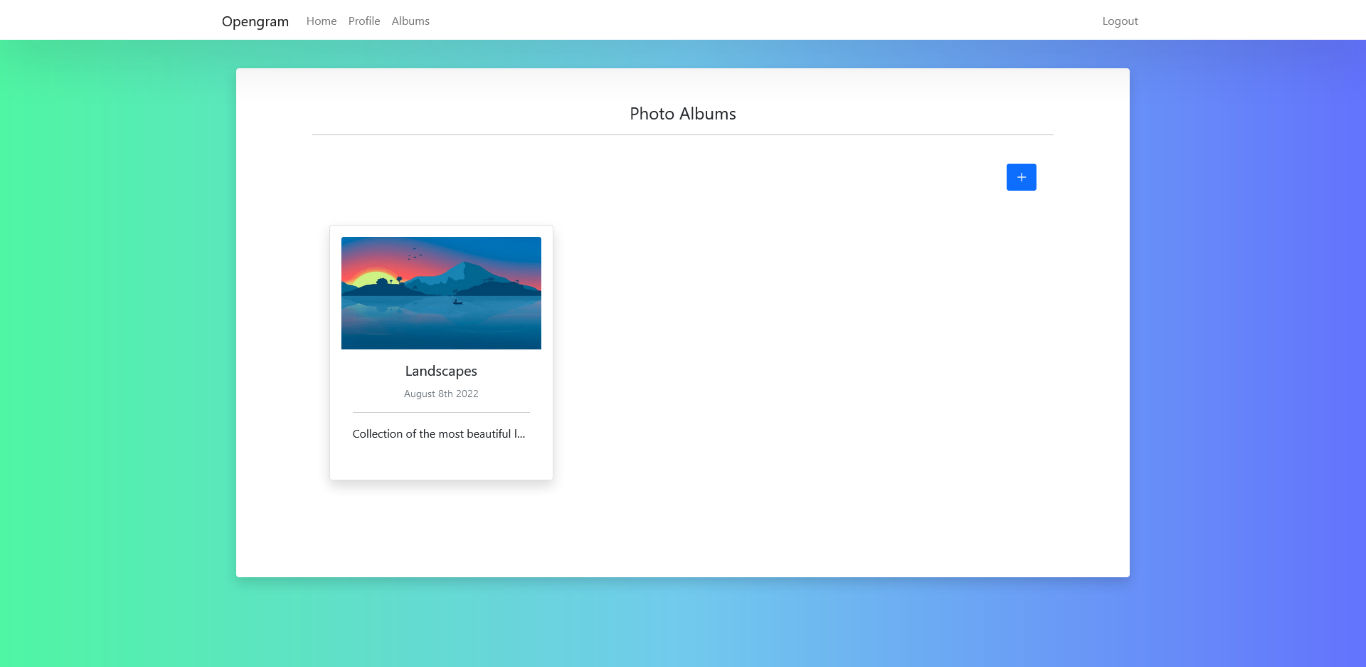 Opengram Home Profile Albums Logout
Photo Albums
+
Landscapes
August 8th 2022
Collection of the most beautiful l...